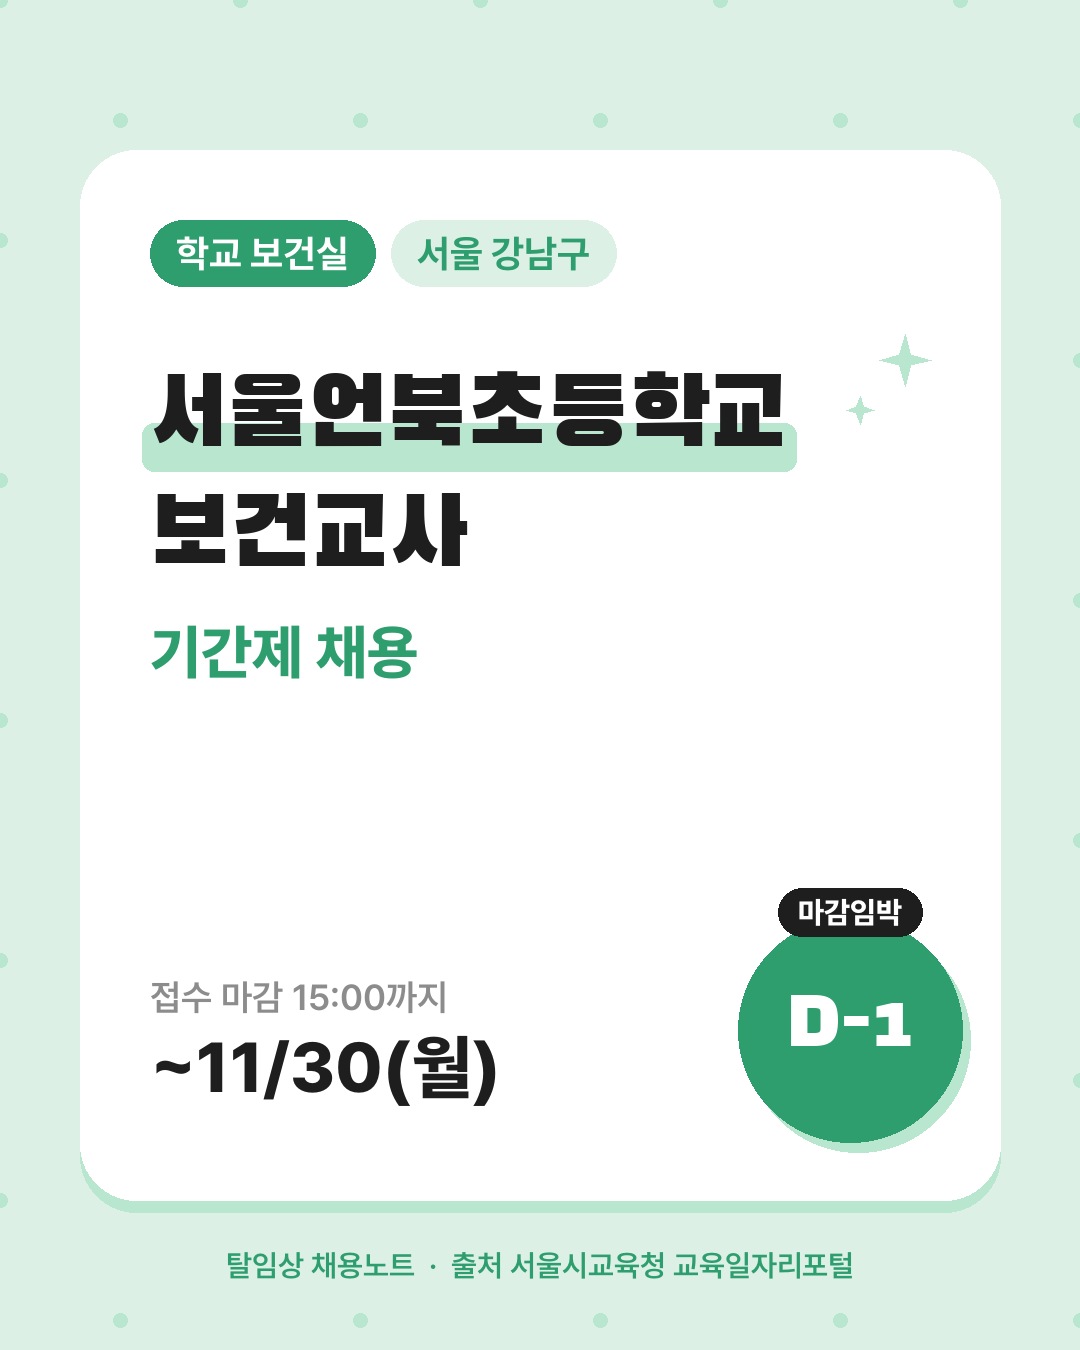 학교 보건실 서울 강남구
서울언북초등학교
보건교사
기간제 채용
마감임박
D-1
접수 마감 15:00까지
~11/30(월)
탈임상 채용노트 · 출처 서울시교육청 교육일자리포털